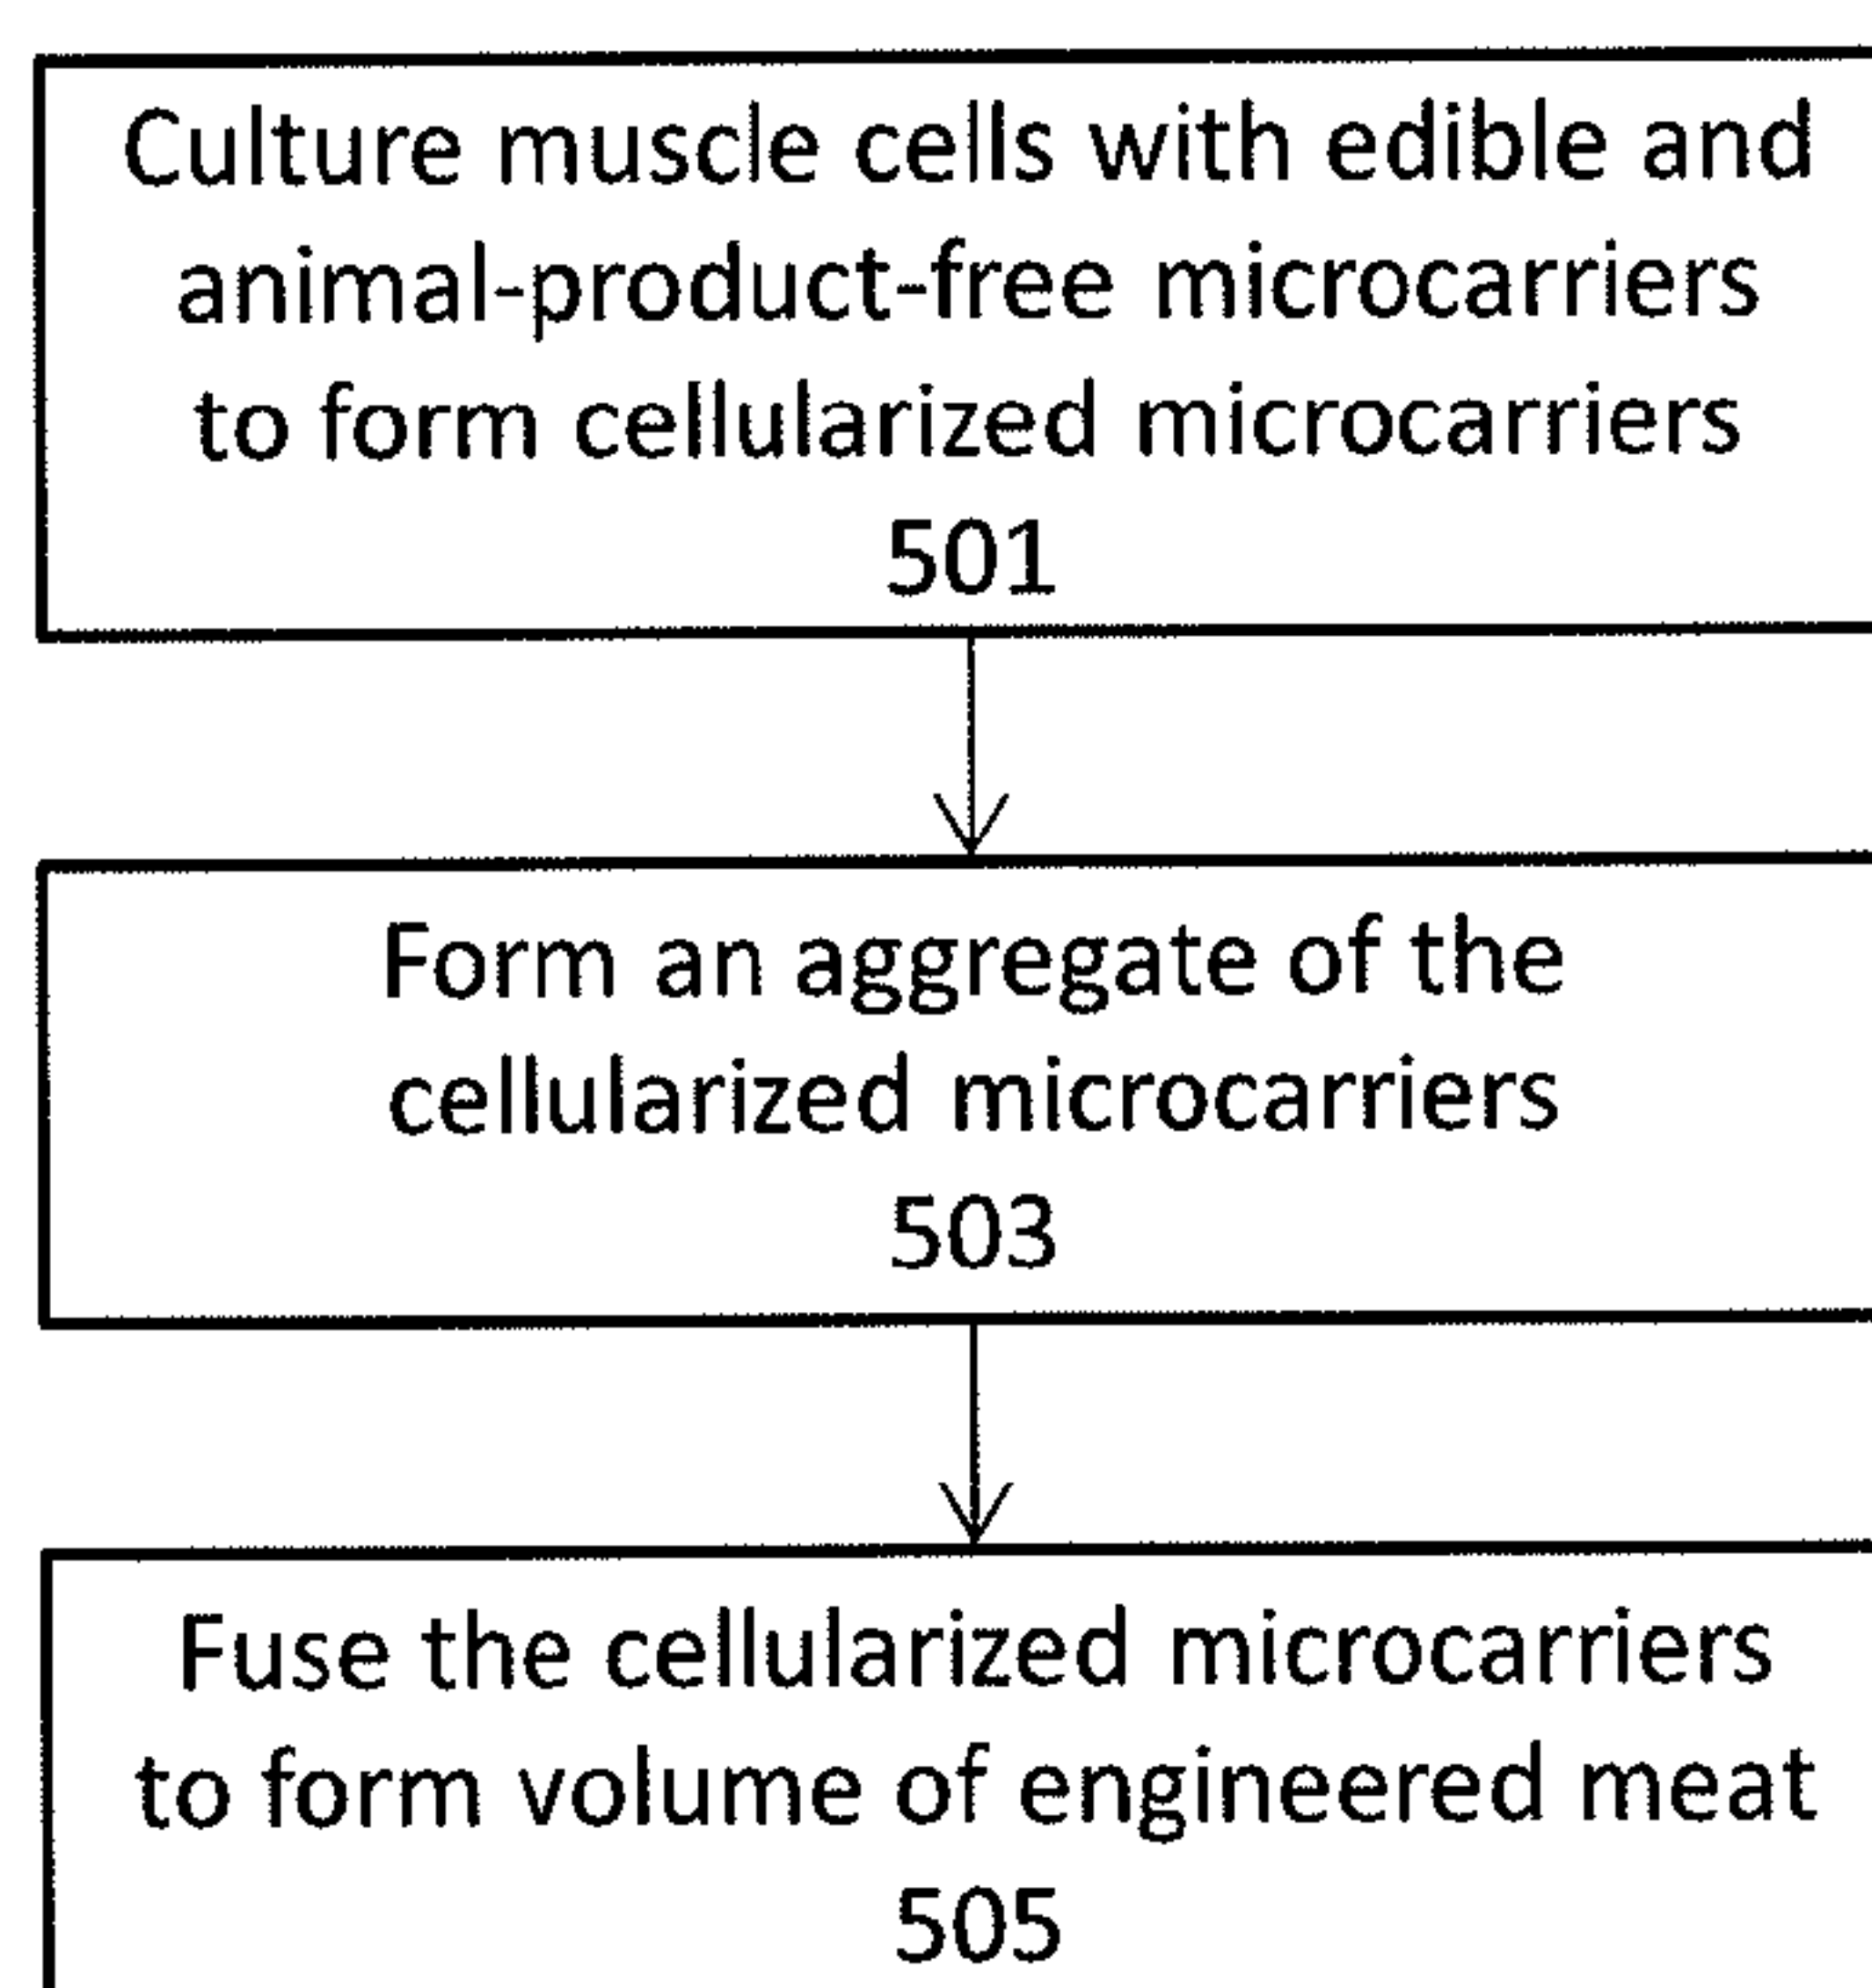 Culture muscle cells with edible and
animal-product-free microcarriers
to form cellularized microcarriers
501
Form an aggregate of the
cellularized microcarriers
503
Fuse the cellularized microcarriers
to form volume of engineered meat
505